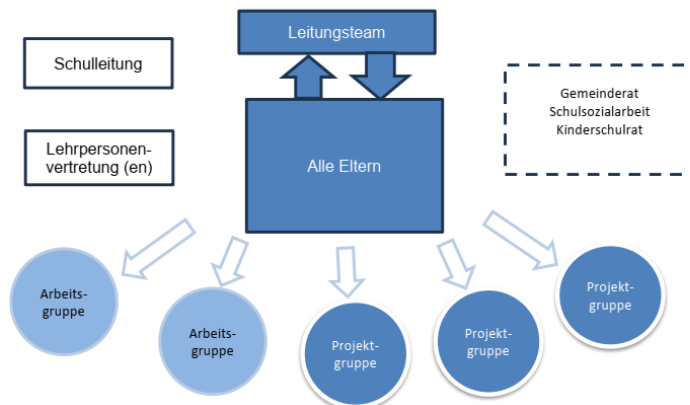 Leitungsteam
Schulleitung
Gemeinderat
Schulsozialarbeit
Kinderschulrat
Lehrpersonen-
vertretung (en)
Alle Eltern
Arbeits-
gruppe
Arbeits-
gruppe
Projekt-
gruppe
Projekt-
gruppe
Projekt-
gruppe